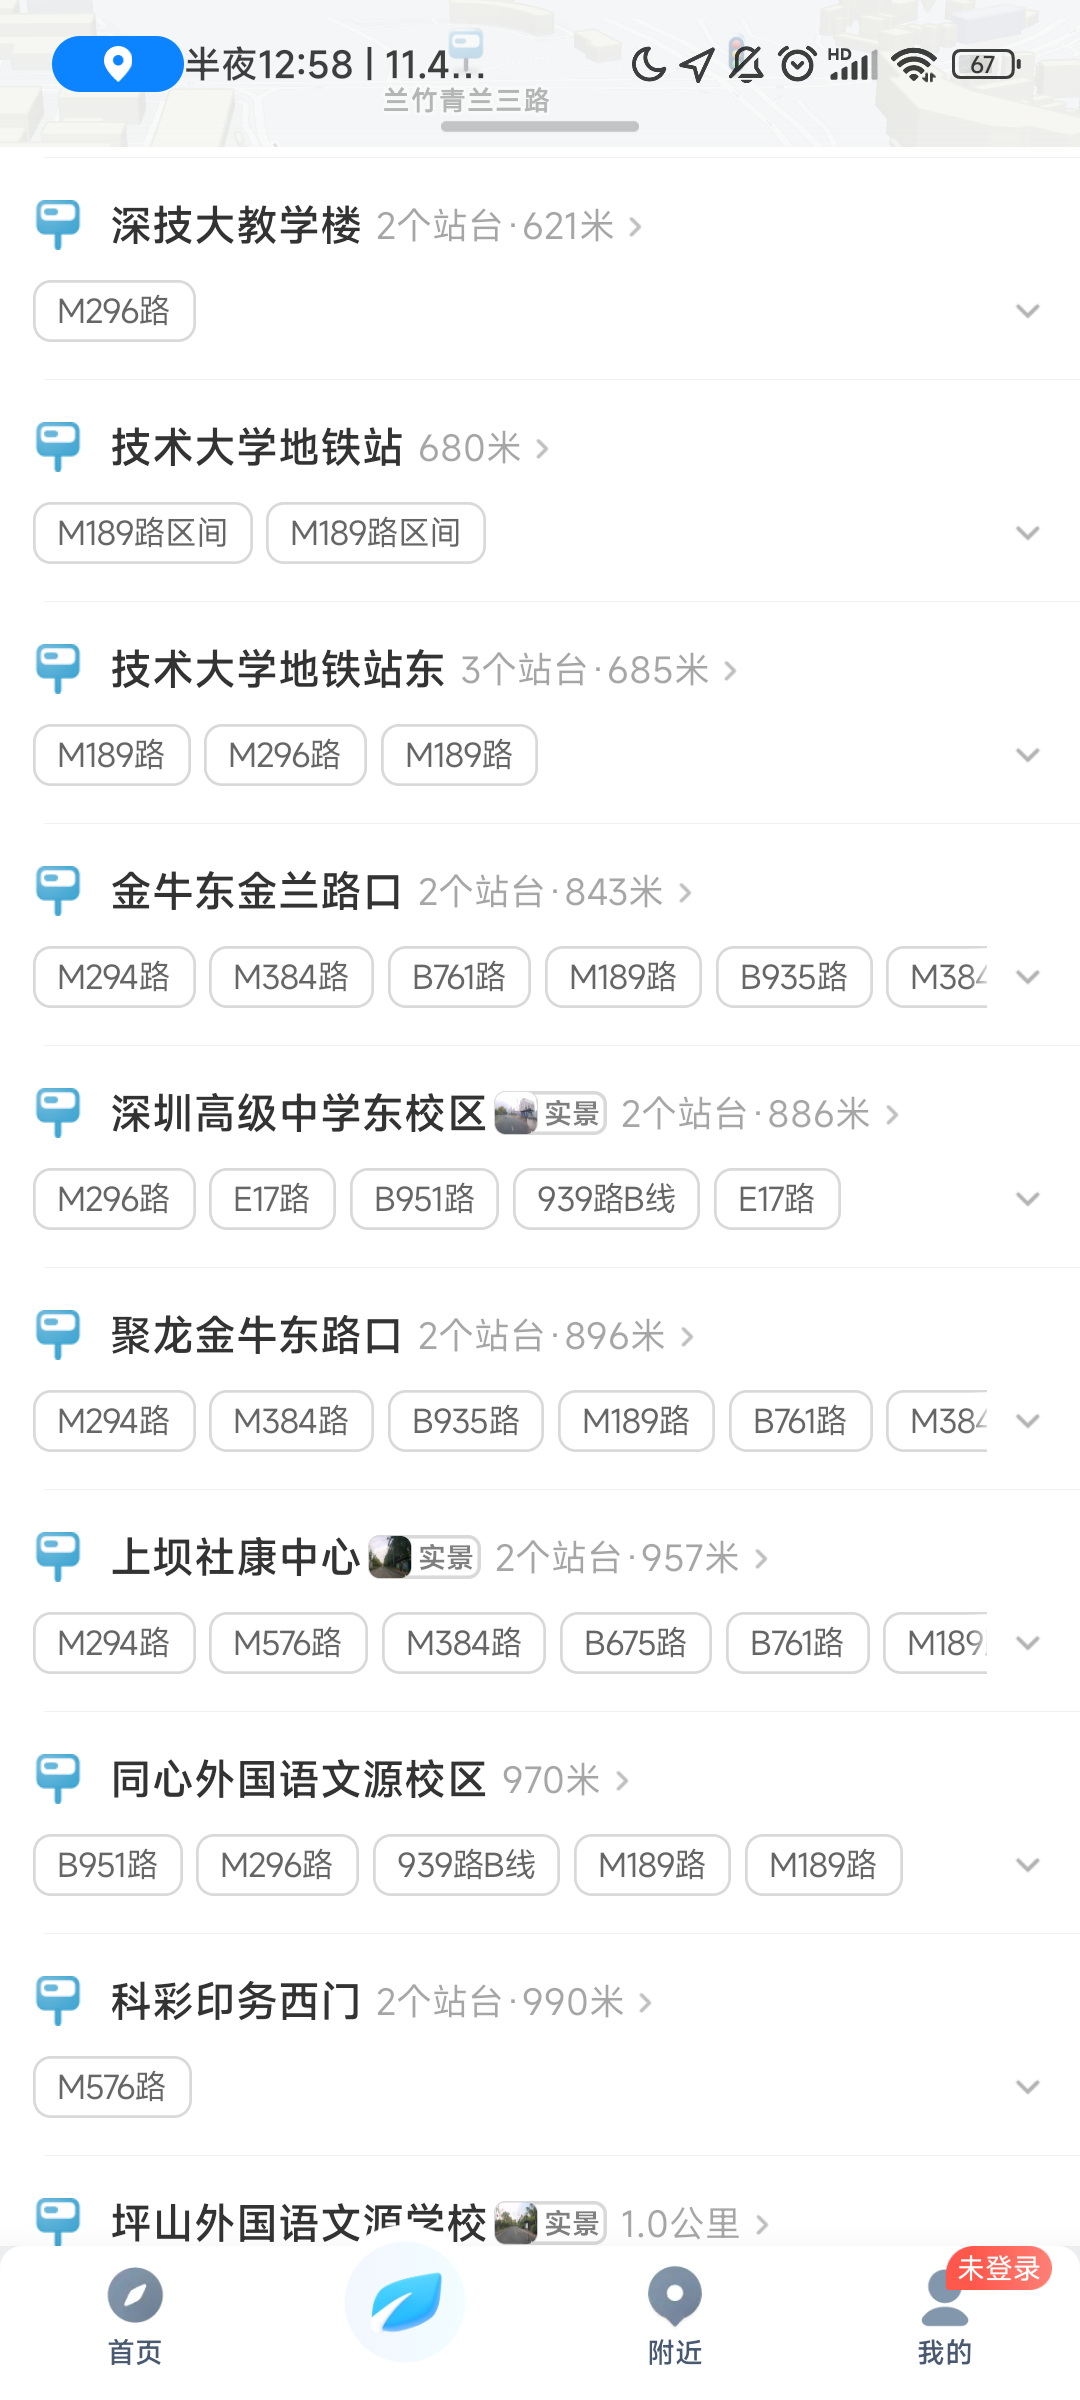 半夜12:58 | 11.4...
HD
67
兰竹青兰三路
深技大教学楼 2个站台·621米
M296路
技术大学地铁站 680米
M189路区间 M189路区间
技术大学地铁站东 3个站台·685米
M189路 M296路 M189路
金牛东金兰路口 2个站台·843米
M294路 M384路 B761路 M189路 B935路 M384
深圳高级中学东校区 实景 2个站台·886米
M296路 E17路 B951路 939路B线 E17路
聚龙金牛东路口 2个站台·896米
M294路 M384路 B935路 M189路 B761路 M384
上坝社康中心 实景 2个站台·957米
M294路 M576路 M384路 B675路 B761路 M189
同心外国语文源校区 970米
B951路 M296路 939路B线 M189路 M189路
科彩印务西门 2个站台·990米
M576路
坪山外国语文源学校 实景 1.0公里
未登录
首页 附近 我的